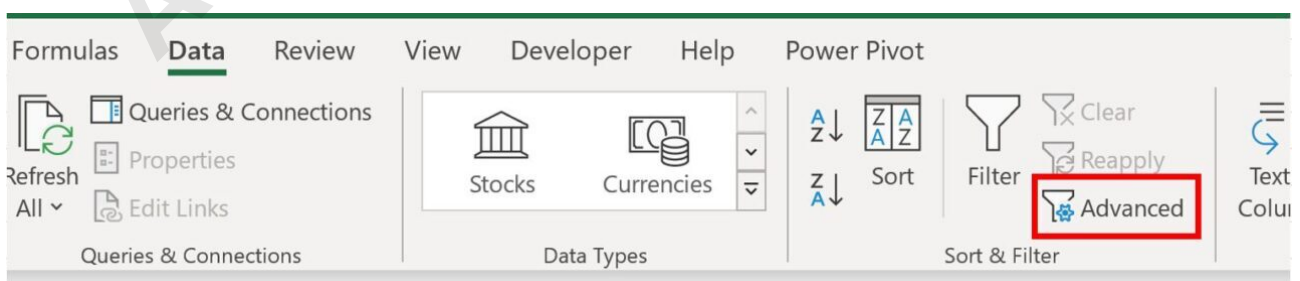 Formulas Data Review View Developer Help Power Pivot
Refresh
All
Queries & Connections
Properties
Edit Links
Queries & Connections
Stocks
Currencies
Data Types
A
Z
Z
A
Z A
A Z
Sort
Filter
Clear
Reapply
Advanced
Sort & Filter
Text